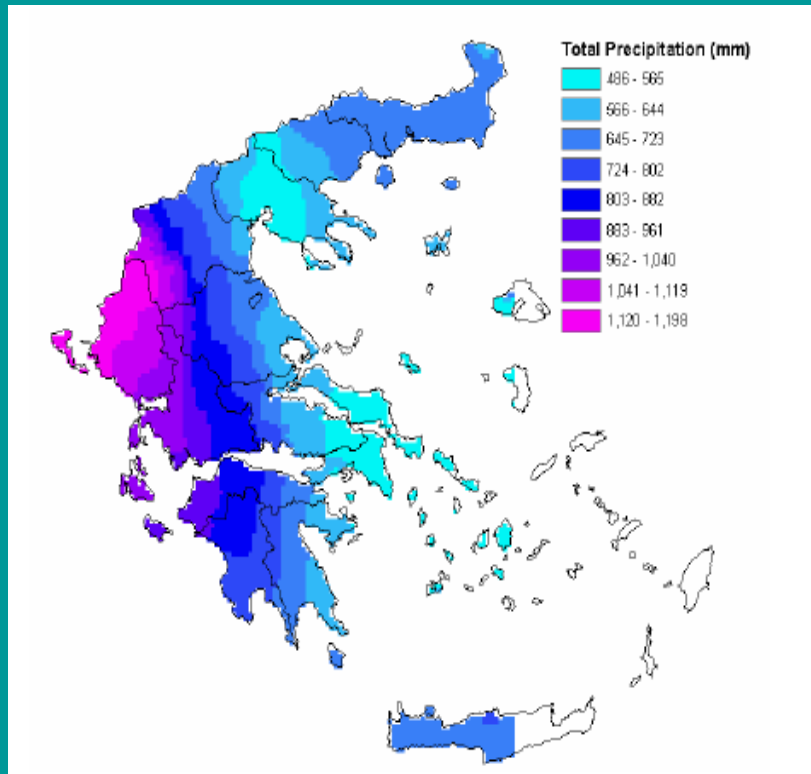 Total Precipitation (mm)
486 - 565
566 - 644
645 - 723
724 - 802
803 - 882
883 - 961
962 - 1,040
1,041 - 1,119
1,120 - 1,198